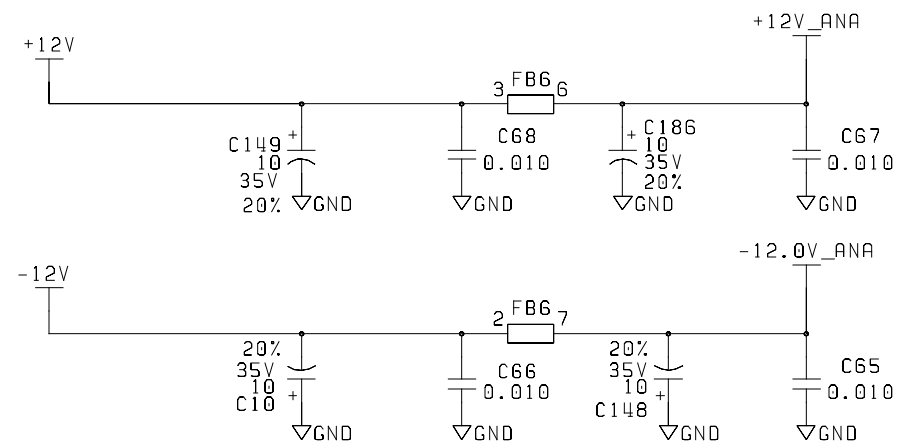 +12V_ANA
+12V
3 FB6 6
+
C149
10
35V
20%
GND
C68
0.010
GND
+ C186
10
35V
20%
GND
C67
0.010
GND
-12.0V_ANA
-12V
2 FB6 7
20%
35V
10
C10 +
GND
C66
0.010
GND
20%
35V
10
C148 +
GND
C65
0.010
GND